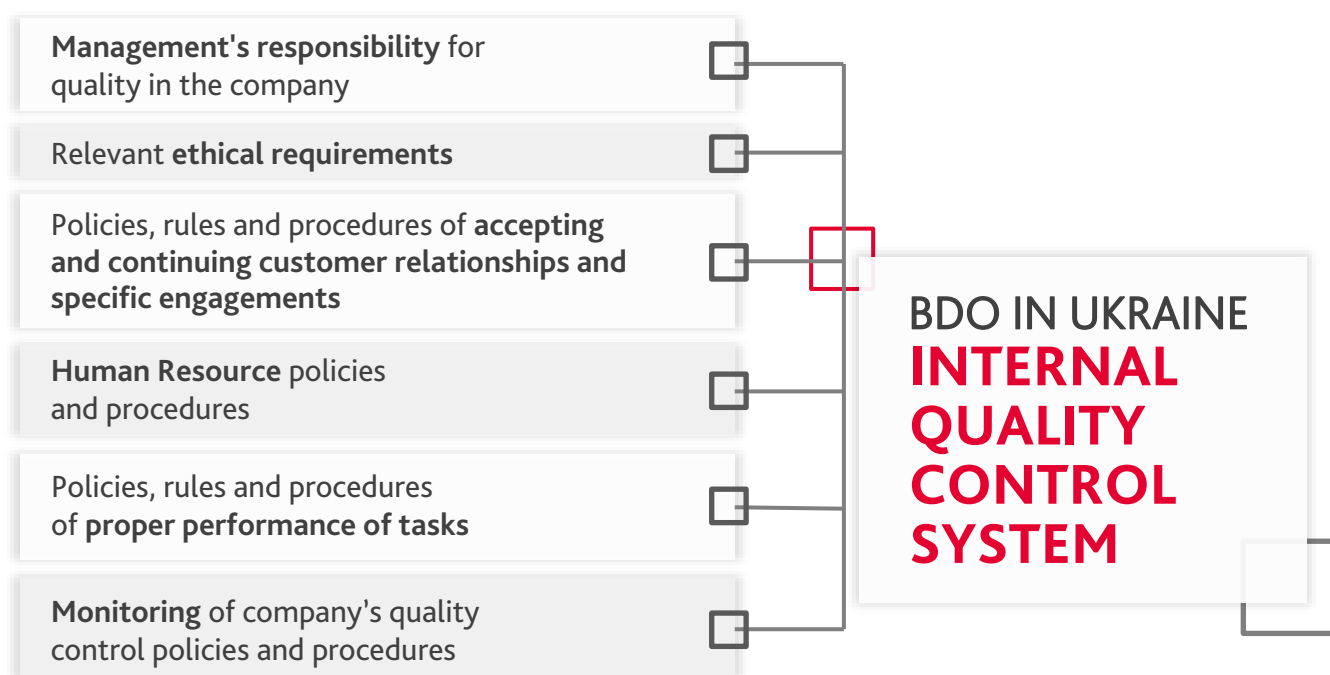 Management's responsibility for
quality in the company
Relevant ethical requirements
Policies, rules and procedures of accepting
and continuing customer relationships and
specific engagements
Human Resource policies
and procedures
Policies, rules and procedures
of proper performance of tasks
Monitoring of company’s quality
control policies and procedures
BDO IN UKRAINE
INTERNAL
QUALITY
CONTROL
SYSTEM